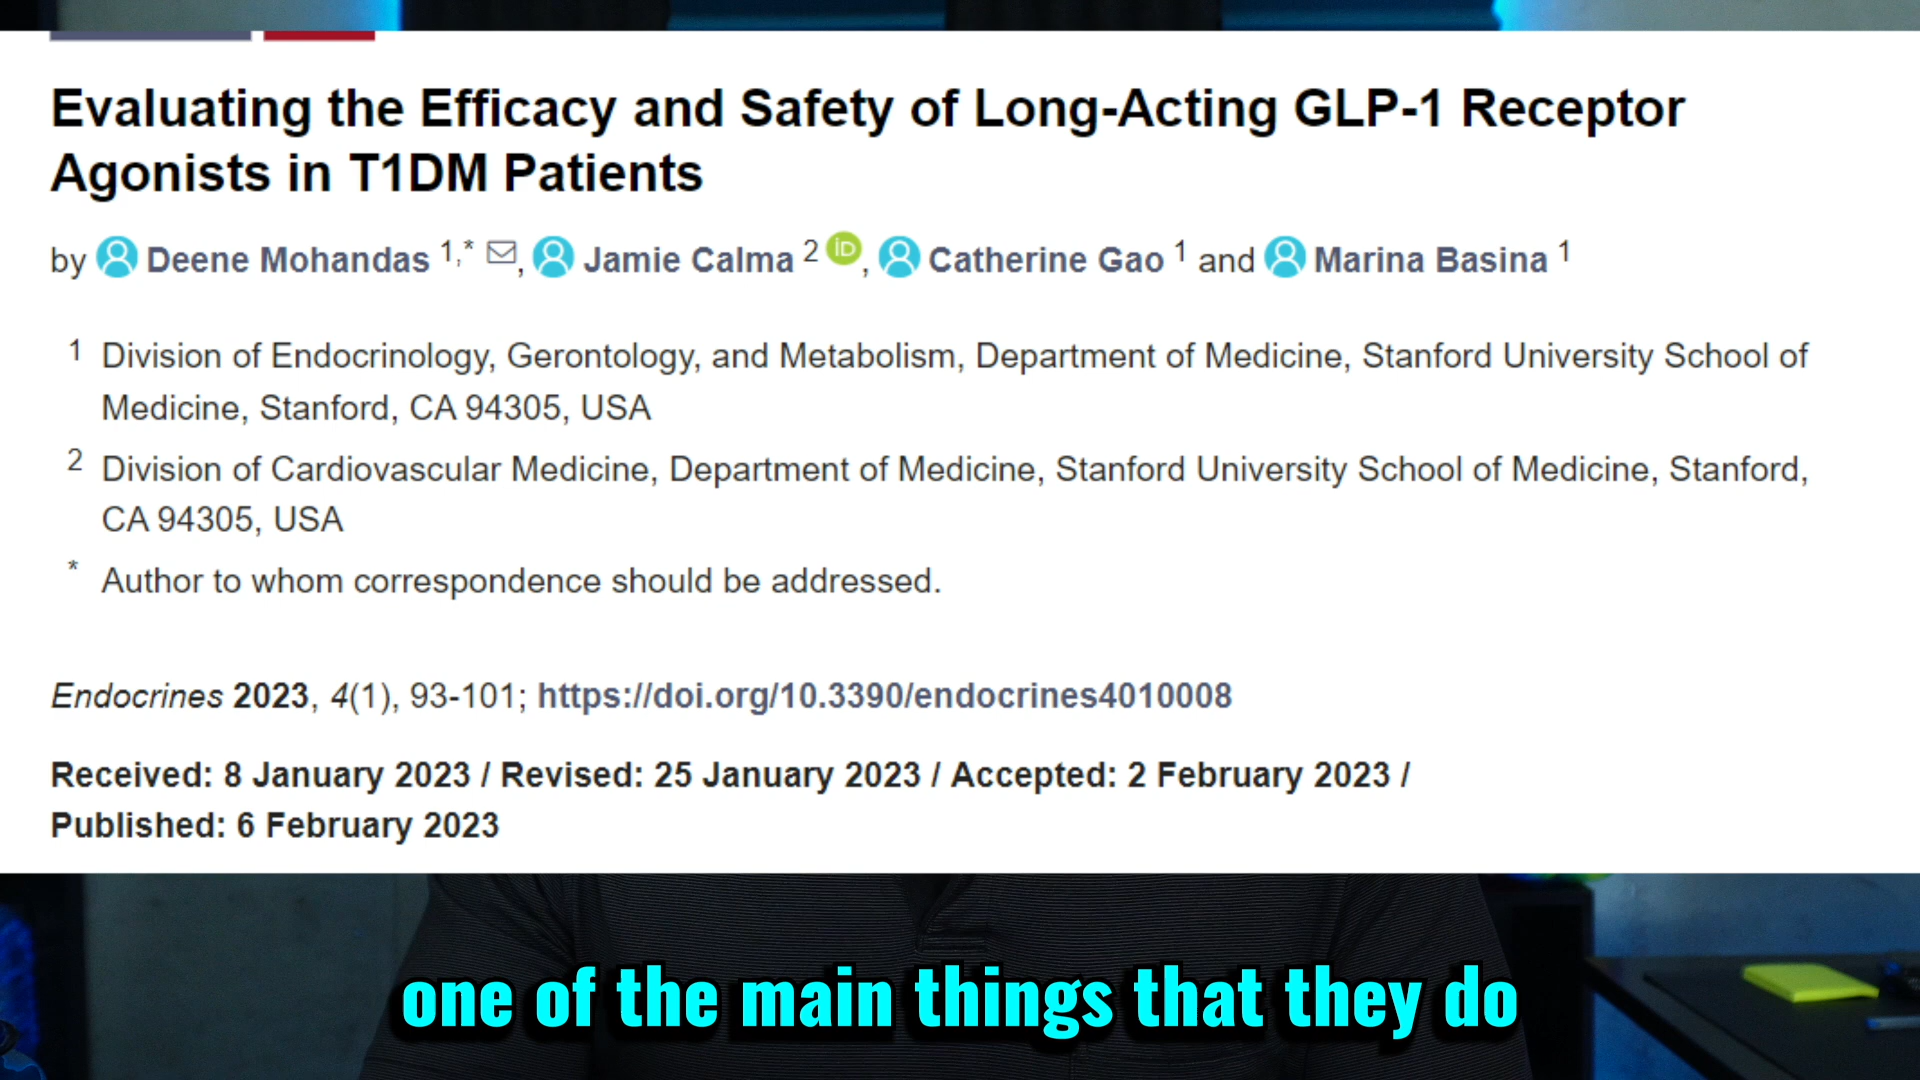 Evaluating the Efficacy and Safety of Long-Acting GLP-1 Receptor
Agonists in T1DM Patients
by Deene Mohandas 1,* , Jamie Calma 2 iD , Catherine Gao 1 and Marina Basina 1
1 Division of Endocrinology, Gerontology, and Metabolism, Department of Medicine, Stanford University School of
Medicine, Stanford, CA 94305, USA
2 Division of Cardiovascular Medicine, Department of Medicine, Stanford University School of Medicine, Stanford,
CA 94305, USA
* Author to whom correspondence should be addressed.
Endocrines 2023, 4(1), 93-101; https://doi.org/10.3390/endocrines4010008
Received: 8 January 2023 / Revised: 25 January 2023 / Accepted: 2 February 2023 /
Published: 6 February 2023
one of the main things that they do